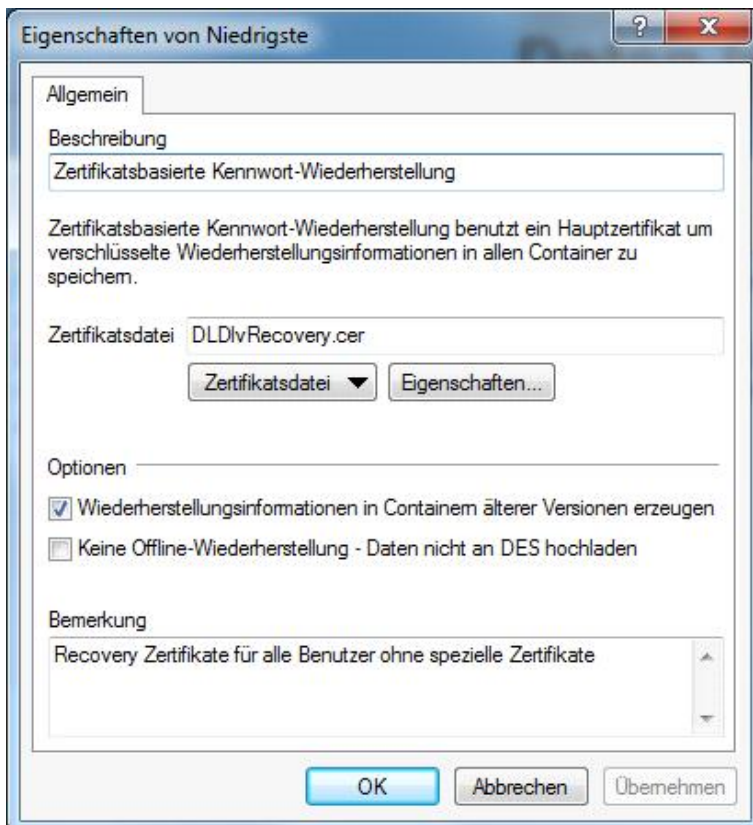 Eigenschaften von Niedrigste
Allgemein
Beschreibung
Zertifikatsbasierte Kennwort-Wiederherstellung
Zertifikatsbasierte Kennwort-Wiederherstellung benutzt ein Hauptzertifikat um
verschlüsselte Wiederherstellungsinformationen in allen Container zu
speichern.
Zertifikatsdatei DLDlvRecovery.cer
Zertifikatsdatei Eigenschaften...
Optionen
Wiederherstellungsinformationen in Containern älterer Versionen erzeugen
Keine Offline-Wiederherstellung - Daten nicht an DES hochladen
Bemerkung
Recovery Zertifikate für alle Benutzer ohne spezielle Zertifikate
OK Abbrechen Übernehmen